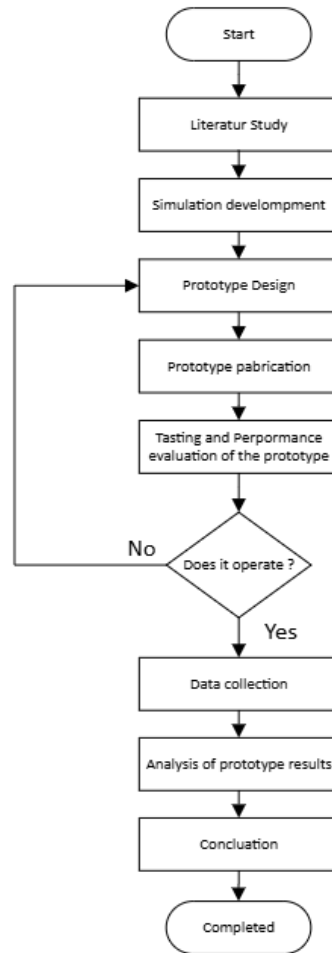 Start
Literatur Study
Simulation develompment
Prototype Design
Prototype pabrication
Tasting and Perpormance
evaluation of the prototype
No
Does it operate ?
Yes
Data collection
Analysis of prototype results
Concluation
Completed